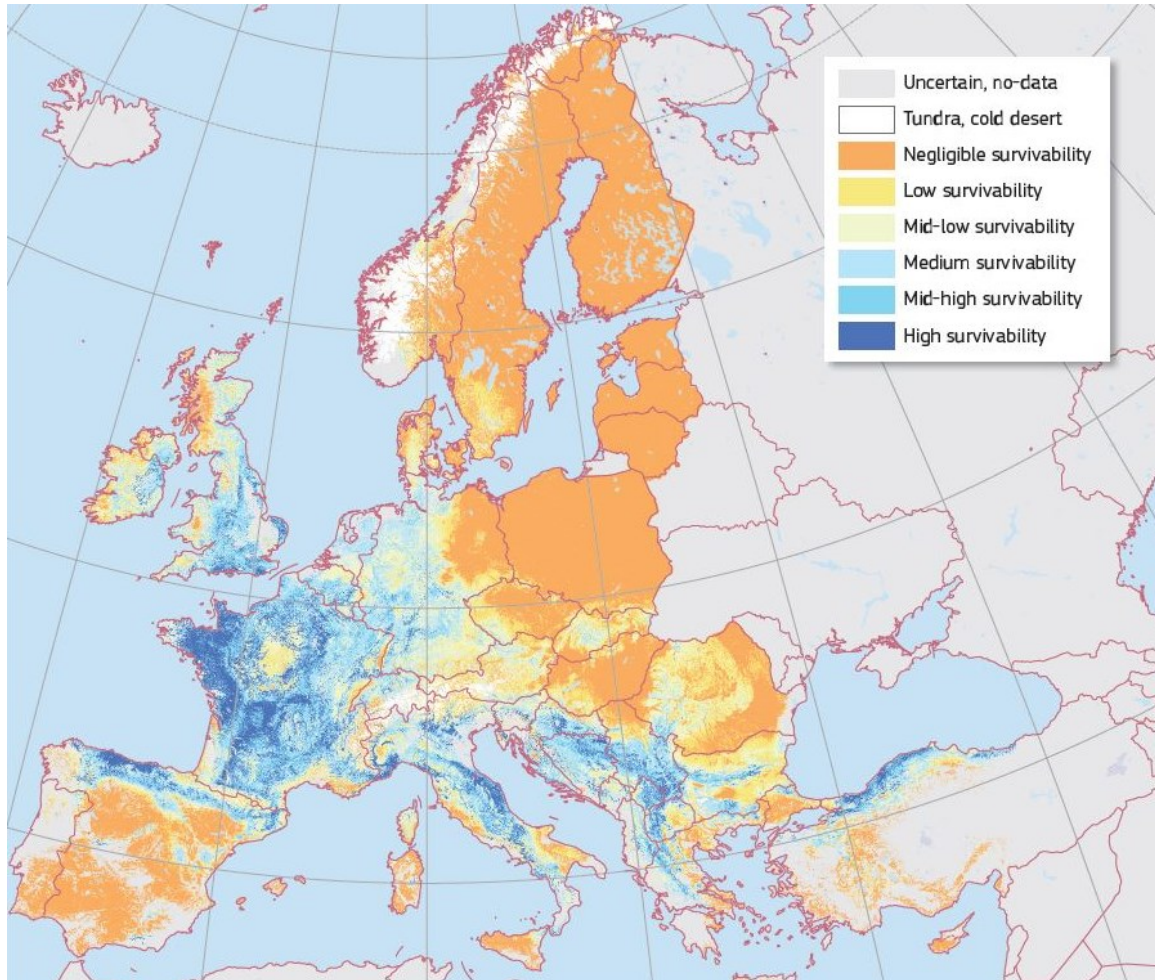 Uncertain, no-data
Tundra, cold desert
Negligible survivability
Low survivability
Mid-low survivability
Medium survivability
Mid-high survivability
High survivability